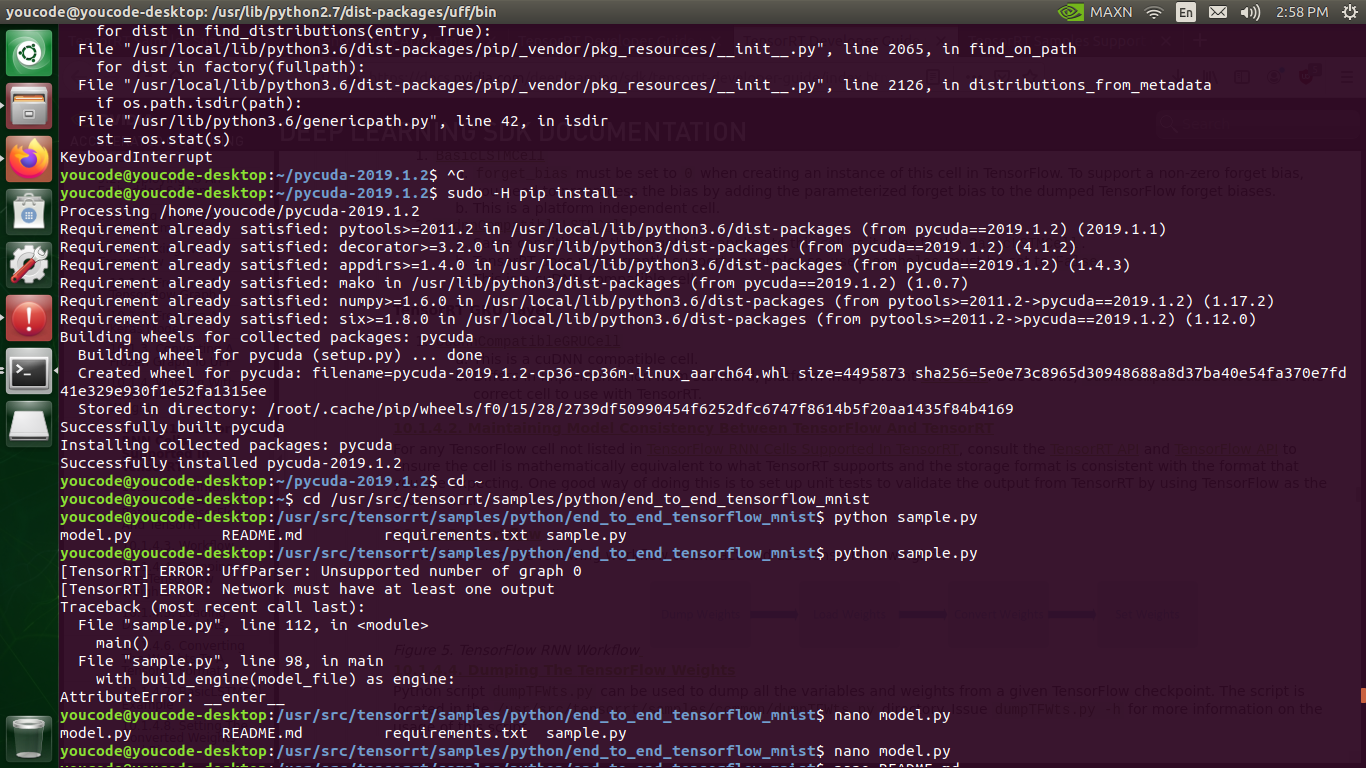 youcode@youcode-desktop: /usr/lib/python2.7/dist-packages/uff/bin
MAXN
En
2:58 PM
for dist in find_distributions(entry, True):
File "/usr/local/lib/python3.6/dist-packages/pip/_vendor/pkg_resources/__init__.py", line 2065, in find_on_path
for dist in factory(fullpath):
File "/usr/local/lib/python3.6/dist-packages/pip/_vendor/pkg_resources/__init__.py", line 2126, in distributions_from_metadata
if os.path.isdir(path):
File "/usr/lib/python3.6/genericpath.py", line 42, in isdir
st = os.stat(s)
KeyboardInterrupt
youcode@youcode-desktop:~/pycuda-2019.1.2$ ^C
youcode@youcode-desktop:~/pycuda-2019.1.2$ sudo -H pip install .
Processing /home/youcode/pycuda-2019.1.2
Requirement already satisfied: pytools>=2011.2 in /usr/local/lib/python3.6/dist-packages (from pycuda==2019.1.2) (2019.1.1)
Requirement already satisfied: decorator>=3.2.0 in /usr/lib/python3/dist-packages (from pycuda==2019.1.2) (4.1.2)
Requirement already satisfied: appdirs>=1.4.0 in /usr/local/lib/python3.6/dist-packages (from pycuda==2019.1.2) (1.4.3)
Requirement already satisfied: mako in /usr/lib/python3/dist-packages (from pycuda==2019.1.2) (1.0.7)
Requirement already satisfied: numpy>=1.6.0 in /usr/local/lib/python3.6/dist-packages (from pytools>=2011.2->pycuda==2019.1.2) (1.17.2)
Requirement already satisfied: six>=1.8.0 in /usr/local/lib/python3.6/dist-packages (from pytools>=2011.2->pycuda==2019.1.2) (1.12.0)
Building wheels for collected packages: pycuda
Building wheel for pycuda (setup.py) ... done
Created wheel for pycuda: filename=pycuda-2019.1.2-cp36-cp36m-linux_aarch64.whl size=4495873 sha256=5e0e73c8965d30948688a8d37ba40e54fa370e7fd
41e329e930f1e52fa1315ee
Stored in directory: /root/.cache/pip/wheels/f0/15/28/2739df50990454f6252dfc6747f8614b5f20aa1435f84b4169
Successfully built pycuda
Installing collected packages: pycuda
Successfully installed pycuda-2019.1.2
youcode@youcode-desktop:~/pycuda-2019.1.2$ cd ~
youcode@youcode-desktop:~$ cd /usr/src/tensorrt/samples/python/end_to_end_tensorflow_mnist
youcode@youcode-desktop:/usr/src/tensorrt/samples/python/end_to_end_tensorflow_mnist$ python sample.py
model.py README.md requirements.txt sample.py
youcode@youcode-desktop:/usr/src/tensorrt/samples/python/end_to_end_tensorflow_mnist$ python sample.py
[TensorRT] ERROR: UffParser: Unsupported number of graph 0
[TensorRT] ERROR: Network must have at least one output
Traceback (most recent call last):
File "sample.py", line 112, in <module>
main()
File "sample.py", line 98, in main
with build_engine(model_file) as engine:
AttributeError: __enter__
youcode@youcode-desktop:/usr/src/tensorrt/samples/python/end_to_end_tensorflow_mnist$ nano model.py
model.py README.md requirements.txt sample.py
youcode@youcode-desktop:/usr/src/tensorrt/samples/python/end_to_end_tensorflow_mnist$ nano model.py